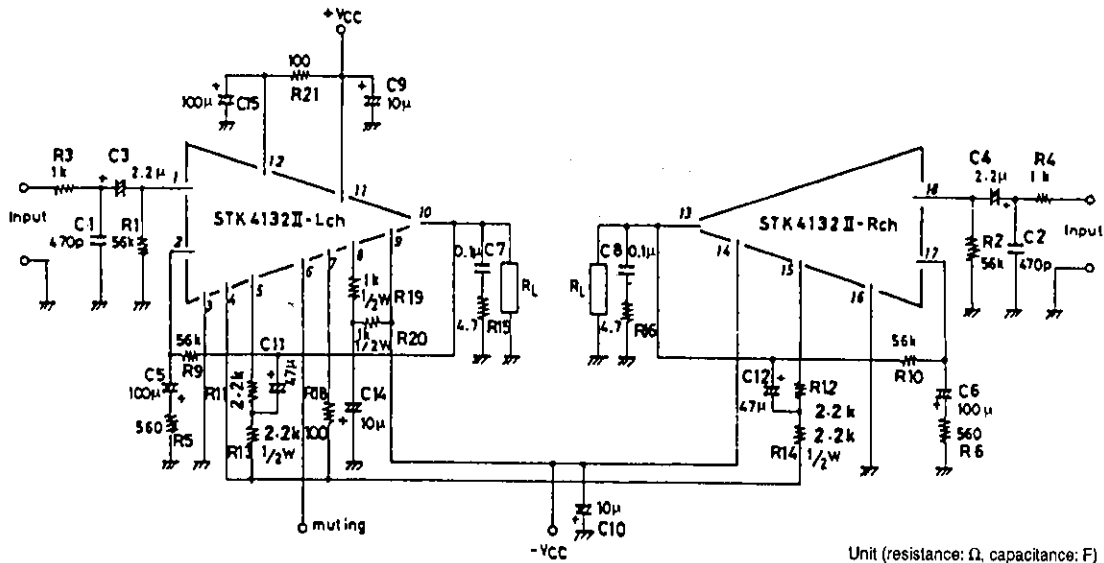 +VCC
100
R21
100μ
C15
+
C9
10μ
+
R3
1k
C3
2.2μ
+
Input
C1
470p
R1
56k
1
2
12
11
10
STK4132II-Lch
3
4
5
6
7
8
9
0.1μ
C7
4.7
R15
RL
1k
1/2W
R19
1k
1/2W
R20
56k
R9
C5
100μ
+
560
R5
R11
2.2k
C11
47μ
+
R13
2.2k
1/2W
R18
100
C14
10μ
+
muting
-VCC
10μ
C10
+
13
STK4132II-Rch
18
17
14
15
16
C8
0.1μ
4.7
R16
RL
C4
2.2μ
+
R4
1k
R2
56k
C2
470p
Input
56k
R10
C12
47μ
+
R12
2.2k
2.2k
R14
1/2W
C6
100μ
+
560
R6
Unit (resistance: Ω, capacitance: F)